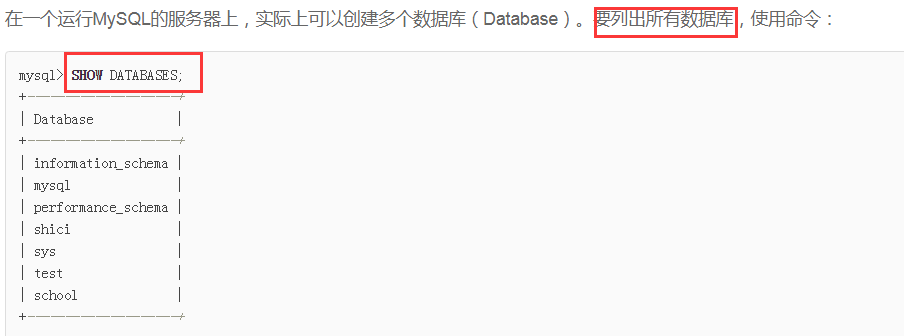 在一个运行MySQL的服务器上，实际上可以创建多个数据库（Database）。要列出所有数据库，使用命令：
mysql> SHOW DATABASES;
+--------------------+
| Database           |
+--------------------+
| information_schema |
| mysql              |
| performance_schema |
| shici              |
| sys                |
| test               |
| school             |
+--------------------+